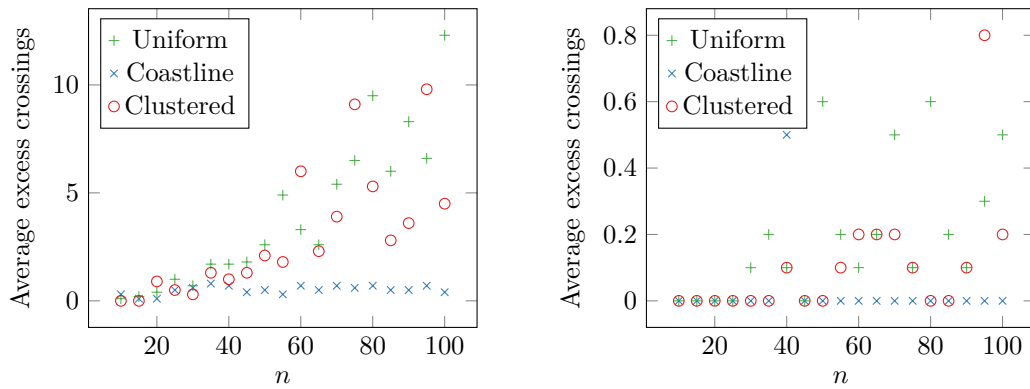 Average excess crossings
10
5
0
Uniform
Coastline
Clustered
20 40 60 80 100
n
Average excess crossings
0.8
0.6
0.4
0.2
0
Uniform
Coastline
Clustered
20 40 60 80 100
n